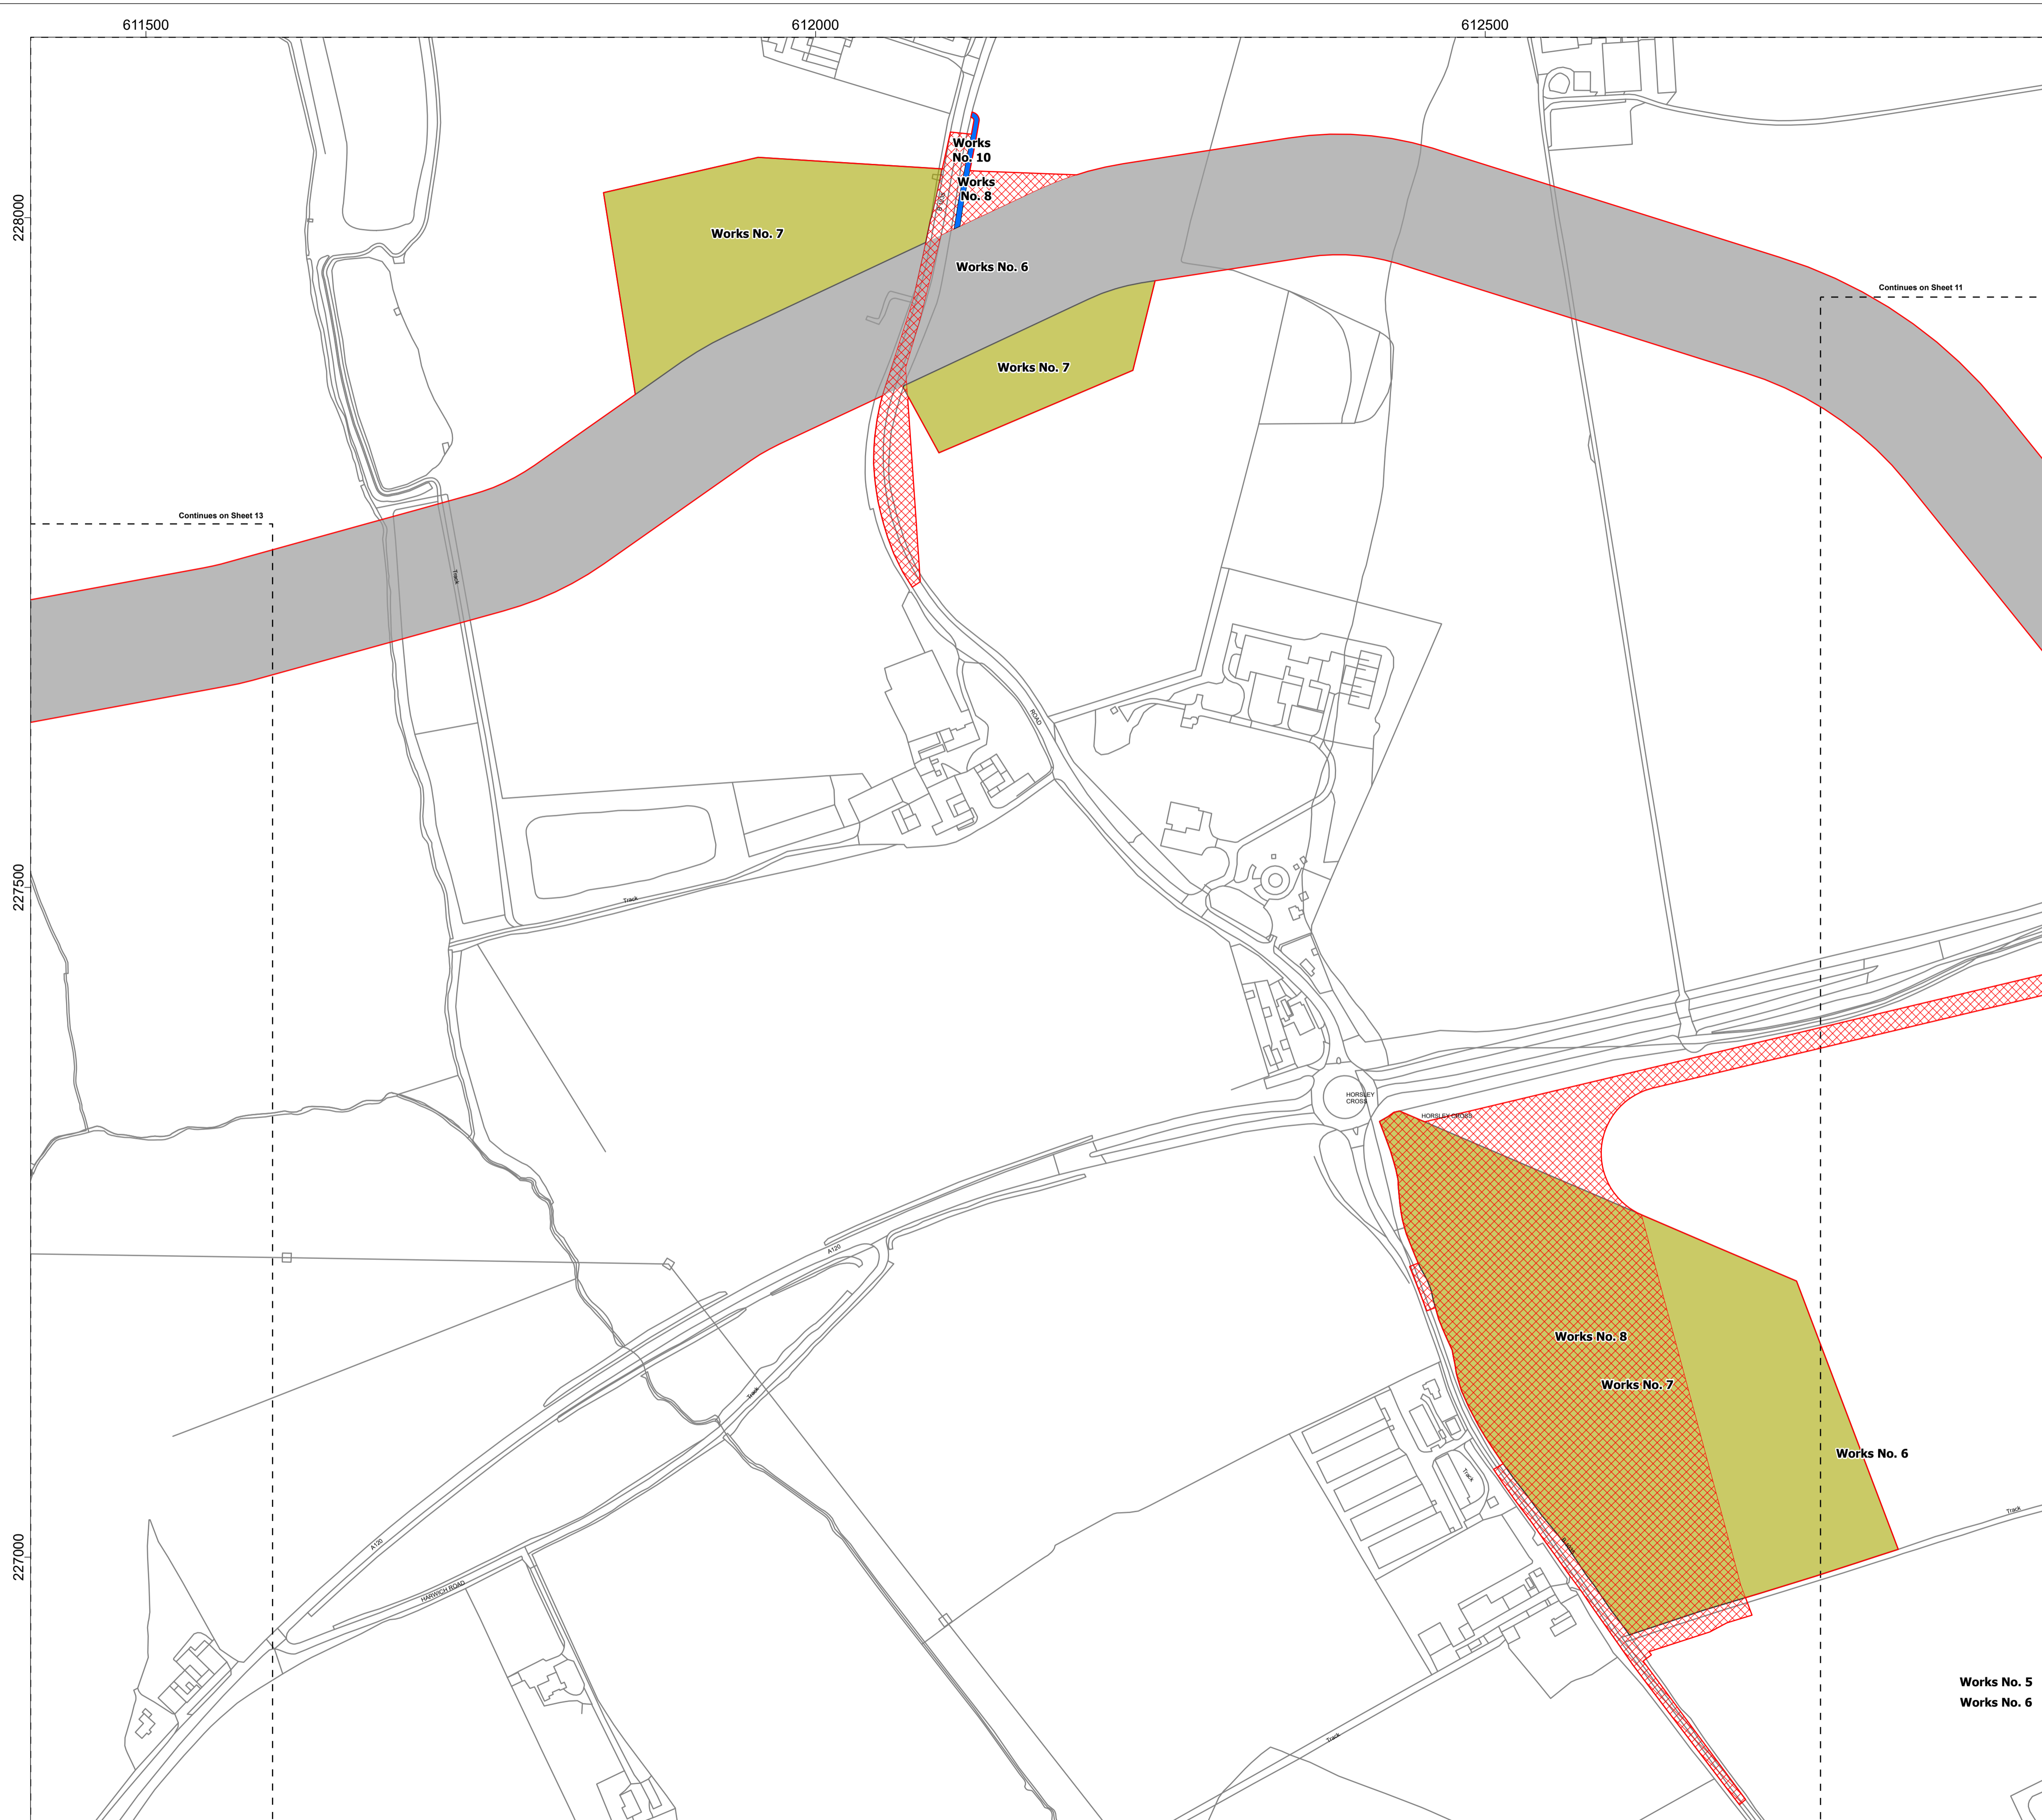 611500
612000
612500
228000
227500
227000
Works
No. 10
Works
No. 8
Works No. 7
Works No. 6
Continues on Sheet 11
Works No. 7
Continues on Sheet 13
Track
ROAD
Track
HORSLEY
CROSS
HORSLEY CROSS
A120
Works No. 8
Works No. 7
Track
Works No. 6
Track
Track
A120
HARWICH ROAD
Works No. 5
Works No. 6
Track